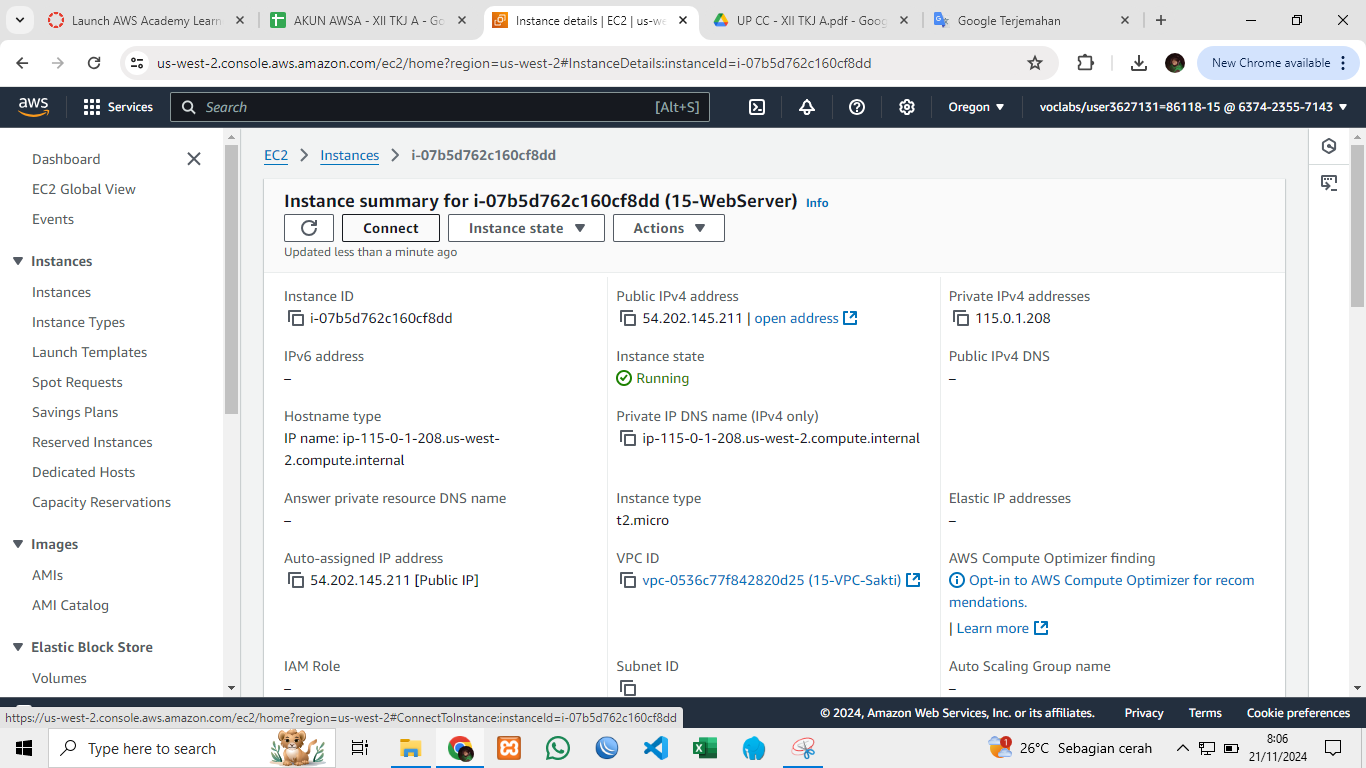 Launch AWS Academy Learn
AKUN AWSA - XII TKJ A - Go
Instance details | EC2 | us-we
UP CC - XII TKJ A.pdf - Goog
Google Terjemahan
us-west-2.console.aws.amazon.com/ec2/home?region=us-west-2#InstanceDetails:instanceId=i-07b5d762c160cf8dd
New Chrome available
aws
Services
Search
[Alt+S]
Oregon
voclabs/user3627131=86118-15 @ 6374-2355-7143
Dashboard
EC2 Global View
Events
Instances
Instances
Instance Types
Launch Templates
Spot Requests
Savings Plans
Reserved Instances
Dedicated Hosts
Capacity Reservations
Images
AMIs
AMI Catalog
Elastic Block Store
Volumes
EC2
Instances
i-07b5d762c160cf8dd
Instance summary for i-07b5d762c160cf8dd (15-WebServer) Info
Connect
Instance state
Actions
Updated less than a minute ago
Instance ID
i-07b5d762c160cf8dd
Public IPv4 address
54.202.145.211 | open address
Private IPv4 addresses
115.0.1.208
IPv6 address
–
Instance state
Running
Public IPv4 DNS
–
Hostname type
IP name: ip-115-0-1-208.us-west-
2.compute.internal
Private IP DNS name (IPv4 only)
ip-115-0-1-208.us-west-2.compute.internal
Answer private resource DNS name
–
Instance type
t2.micro
Elastic IP addresses
–
Auto-assigned IP address
54.202.145.211 [Public IP]
VPC ID
vpc-0536c77f842820d25 (15-VPC-Sakti)
AWS Compute Optimizer finding
Opt-in to AWS Compute Optimizer for recom
mendations.
| Learn more
IAM Role
–
Subnet ID
Auto Scaling Group name
–
https://us-west-2.console.aws.amazon.com/ec2/home?region=us-west-2#ConnectToInstance:instanceId=i-07b5d762c160cf8dd
© 2024, Amazon Web Services, Inc. or its affiliates.
Privacy
Terms
Cookie preferences
Type here to search
1
26°C Sebagian cerah
8:06
21/11/2024